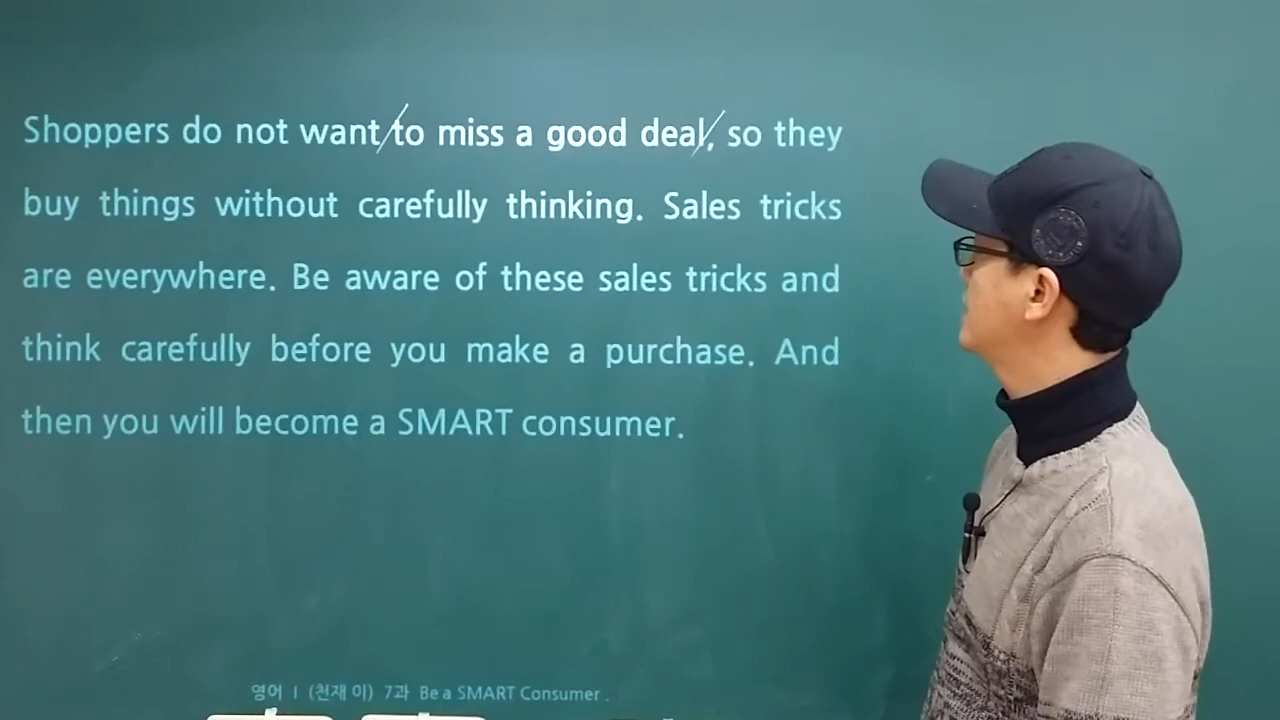 Shoppers do not want to miss a good deal, so they
buy things without carefully thinking. Sales tricks
are everywhere. Be aware of these sales tricks and
think carefully before you make a purchase. And
then you will become a SMART consumer.
영어 I (천재 이) 7과 Be a SMART Consumer .